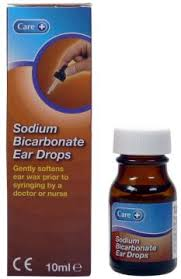 Care +
Sodium
Bicarbonate
Ear Drops
Gently softens
ear wax prior to
syringing by a
doctor or nurse
CE 10ml e
Care +
Sodium
Bicarbonate
Ear Drops